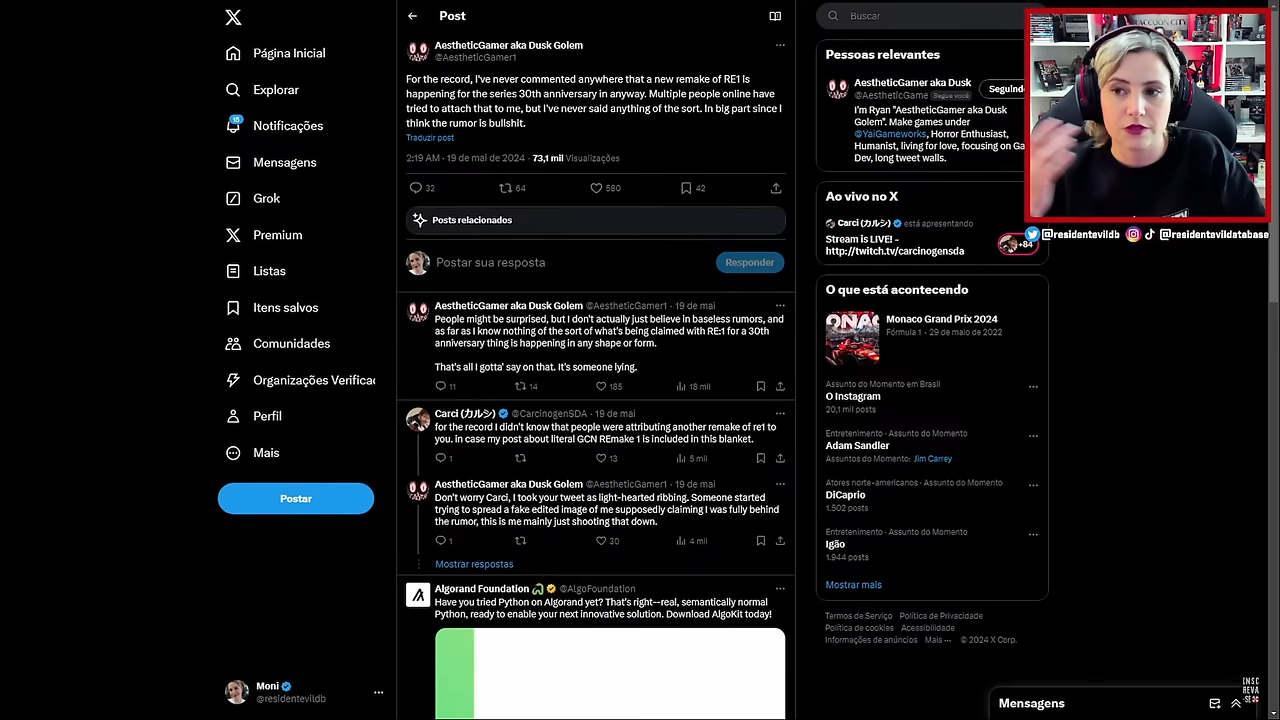 Página Inicial
Explorar
15
Notificações
Mensagens
Grok
Premium
Listas
Itens salvos
Comunidades
Organizações Verificac
Perfil
Mais
Postar
Moni
@residentevildb
Post
AestheticGamer aka Dusk Golem
@AestheticGamer1
For the record, I've never commented anywhere that a new remake of RE1 is
happening for the series 30th anniversary in anyway. Multiple people online have
tried to attach that to me, but I've never said anything of the sort. In big part since I
think the rumor is bullshit.
Traduzir post
2:19 AM · 19 de mai de 2024 · 73,1 mil Visualizações
32 64 580 42
Posts relacionados
Postar sua resposta
Responder
AestheticGamer aka Dusk Golem @AestheticGamer1 · 19 de mai
People might be surprised, but I don't actually just believe in baseless rumors, and
as far as I know nothing of the sort of what's being claimed with RE:1 for a 30th
anniversary thing is happening in any shape or form.
That's all I gotta' say on that. It's someone lying.
11 14 185 18 mil
Carci (カルシ) @CarcinogenSDA · 19 de mai
for the record I didn't know that people were attributing another remake of re1 to
you. in case my post about literal GCN REmake 1 is included in this blanket.
1 13 5 mil
AestheticGamer aka Dusk Golem @AestheticGamer1 · 19 de mai
Don't worry Carci, I took your tweet as light-hearted ribbing. Someone started
trying to spread a fake edited image of me supposedly claiming I was fully behind
the rumor, this is me mainly just shooting that down.
1 30 4 mil
Mostrar respostas
Algorand Foundation @AlgoFoundation
Have you tried Python on Algorand yet? That's right—real, semantically normal
Python, ready to enable your next innovative solution. Download AlgoKit today!
Buscar
Pessoas relevantes
AestheticGamer aka Dusk
@AestheticGame Segue você
Seguind
I'm Ryan "AestheticGamer aka Dusk
Golem". Make games under
@YaiGameworks, Horror Enthusiast,
Humanist, living for love, focusing on Ga
Dev, long tweet walls.
Ao vivo no X
Carci (カルシ) está apresentando
Stream is LIVE! -
http://twitch.tv/carcinogensda
+84
O que está acontecendo
Monaco Grand Prix 2024
Fórmula 1 · 29 de maio de 2022
Assunto do Momento em Brasil
O Instagram
20,1 mil posts
Entretenimento · Assunto do Momento
Adam Sandler
Assuntos do Momento: Jim Carrey
Atores norte-americanos · Assunto do Momento
DiCaprio
1.502 posts
Entretenimento · Assunto do Momento
Igão
1.944 posts
Mostrar mais
Termos de Serviço Política de Privacidade
Política de cookies Acessibilidade
Informações de anúncios Mais ··· © 2024 X Corp.
Mensagens
RACCOON CITY
@residentevildb @residentevildatabase
INSC
REVA
-SE